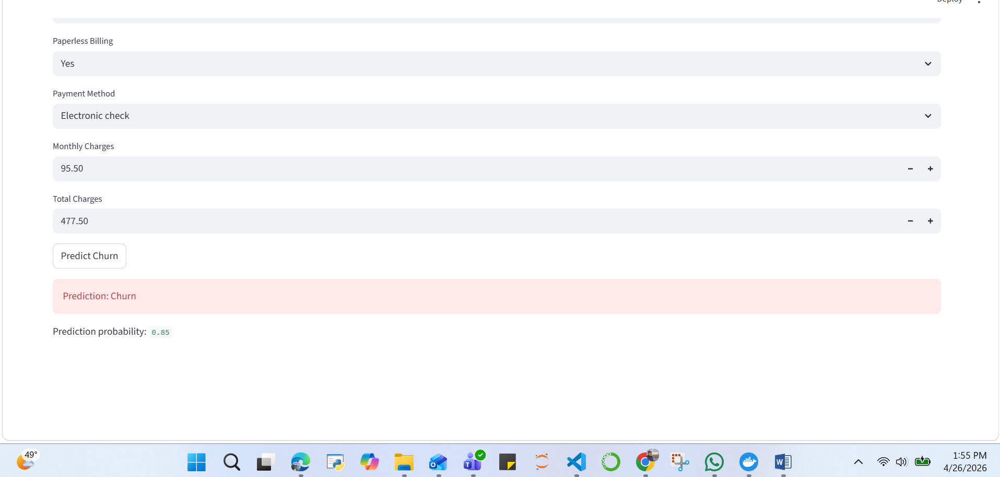 Deploy
Paperless Billing
Yes
Payment Method
Electronic check
Monthly Charges
95.50
Total Charges
477.50
Predict Churn
Prediction: Churn
Prediction probability: 0.85
49°
1:55 PM
4/26/2026